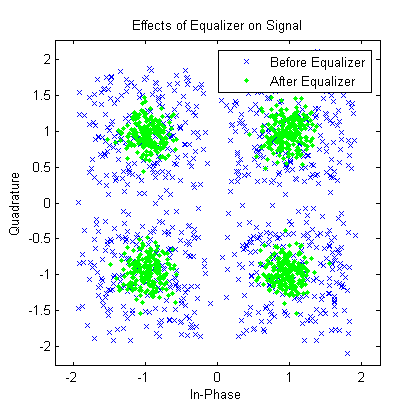 Effects of Equalizer on Signal
Before Equalizer
After Equalizer
2
1.5
1
0.5
0
-0.5
-1
-1.5
-2
Quadrature
-2 -1 0 1 2
In-Phase